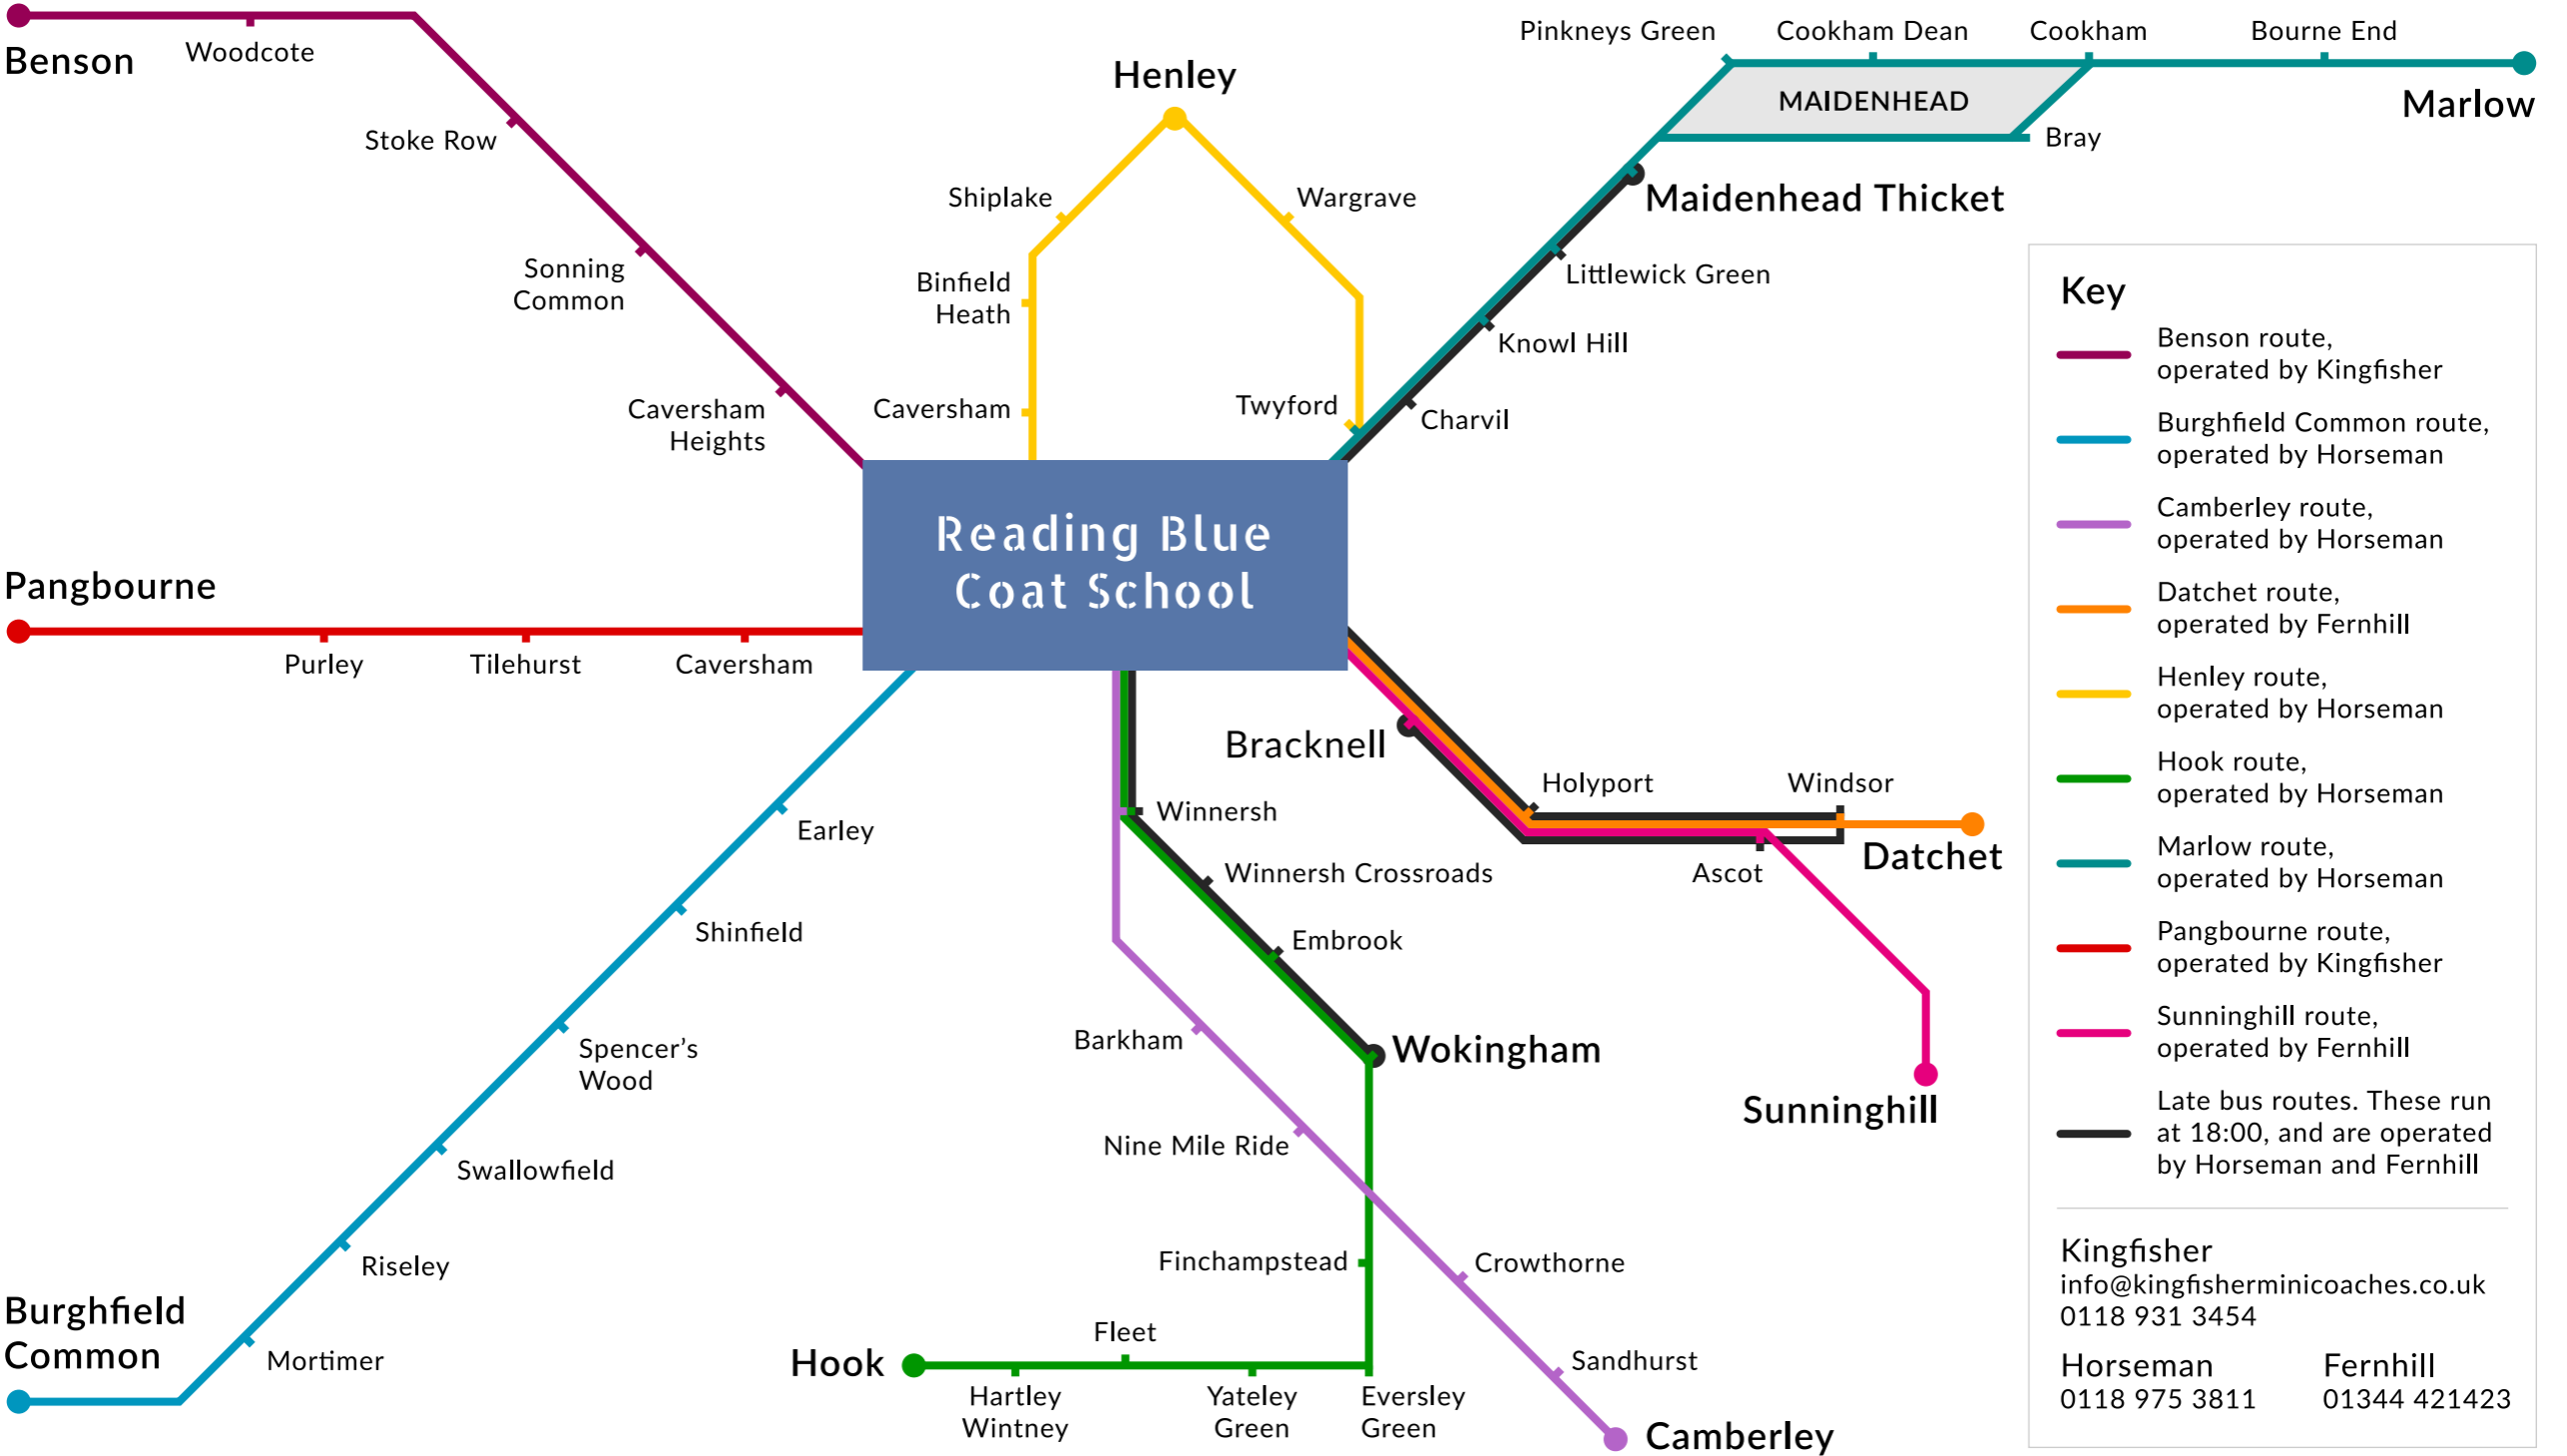 Benson
Woodcote
Stoke Row
Sonning
Common
Caversham
Heights
Henley
Shiplake
Wargrave
Binfield
Heath
Caversham
Twyford
Pinkneys Green
Cookham Dean
Cookham
Bourne End
MAIDENHEAD
Marlow
Bray
Maidenhead Thicket
Littlewick Green
Knowl Hill
Charvil
Reading Blue
Coat School
Pangbourne
Purley
Tilehurst
Caversham
Earley
Shinfield
Spencer's
Wood
Swallowfield
Riseley
Mortimer
Burghfield
Common
Bracknell
Holyport
Windsor
Ascot
Datchet
Sunninghill
Winnersh
Winnersh Crossroads
Embrook
Wokingham
Barkham
Nine Mile Ride
Finchampstead
Crowthorne
Sandhurst
Camberley
Hook
Fleet
Hartley
Wintney
Yateley
Green
Eversley
Green
Key
Benson route,
operated by Kingfisher
Burghfield Common route,
operated by Horseman
Camberley route,
operated by Horseman
Datchet route,
operated by Fernhill
Henley route,
operated by Horseman
Hook route,
operated by Horseman
Marlow route,
operated by Horseman
Pangbourne route,
operated by Kingfisher
Sunninghill route,
operated by Fernhill
Late bus routes. These run
at 18:00, and are operated
by Horseman and Fernhill
Kingfisher
info@kingfisherminicoaches.co.uk
0118 931 3454
Horseman
0118 975 3811
Fernhill
01344 421423